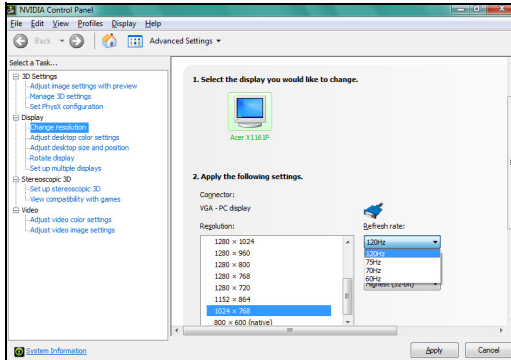 NVIDIA Control Panel
File Edit View Profiles Display Help
Back Advanced Settings
Select a Task...
3D Settings
Adjust image settings with preview
Manage 3D settings
Set PhysX configuration
Display
Change resolution
Adjust desktop color settings
Adjust desktop size and position
Rotate display
Set up multiple displays
Stereoscopic 3D
Set up stereoscopic 3D
View compatibility with games
Video
Adjust video color settings
Adjust video image settings
System Information
1. Select the display you would like to change.
Acer X1161P
2. Apply the following settings.
Connector:
VGA - PC display
Resolution:
1280 × 1024
1280 × 960
1280 × 800
1280 × 768
1280 × 720
1152 × 864
1024 × 768
800 × 600 (native)
Refresh rate:
120Hz
120Hz
75Hz
70Hz
60Hz
Highest (32-bit)
Apply Cancel